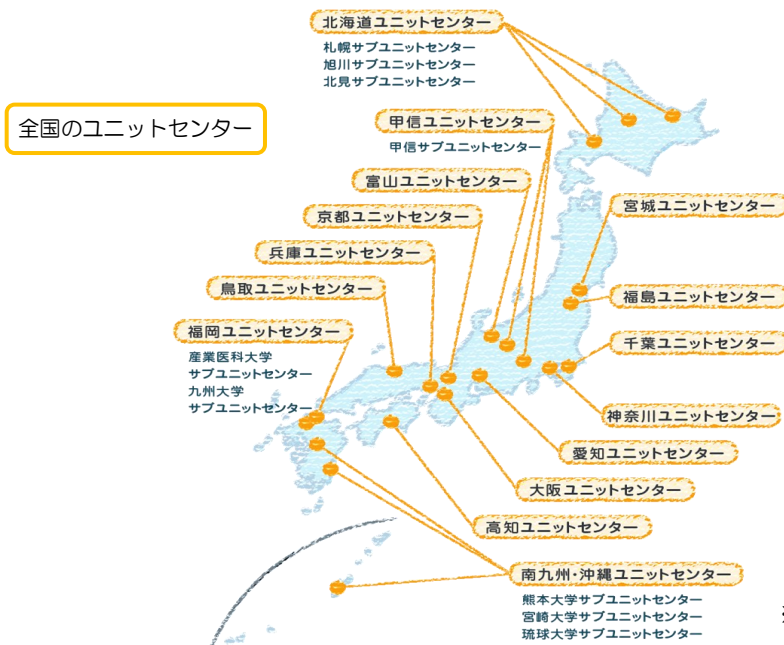 北海道ユニットセンター
札幌サブユニットセンター
旭川サブユニットセンター
北見サブユニットセンター
全国のユニットセンター
甲信ユニットセンター
甲信サブユニットセンター
富山ユニットセンター
京都ユニットセンター
兵庫ユニットセンター
鳥取ユニットセンター
福岡ユニットセンター
産業医科大学
サブユニットセンター
九州大学
サブユニットセンター
宮城ユニットセンター
福島ユニットセンター
千葉ユニットセンター
神奈川ユニットセンター
愛知ユニットセンター
大阪ユニットセンター
高知ユニットセンター
南九州・沖縄ユニットセンター
熊本大学サブユニットセンター
宮崎大学サブユニットセンター
琉球大学サブユニットセンター